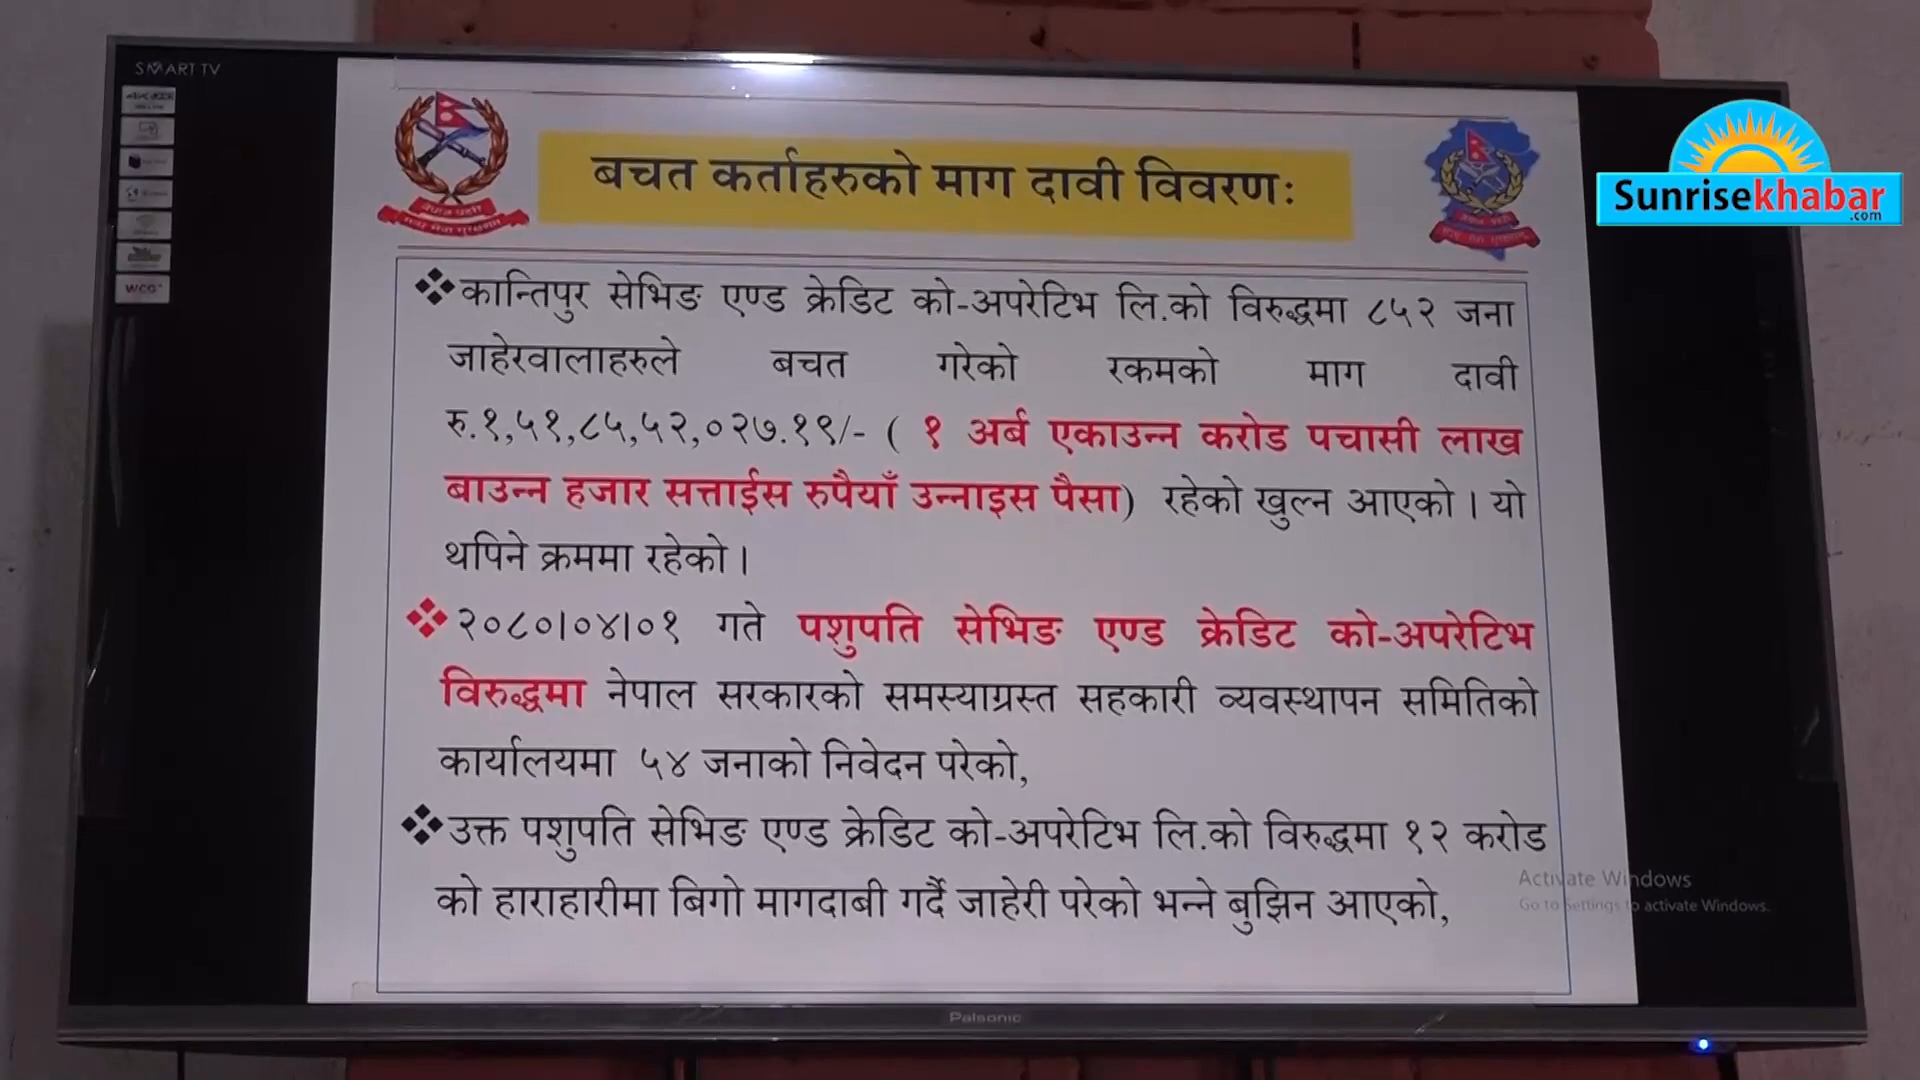 SMART TV
Sunrisekhabar
.com
बचत कर्ताहरुको माग दावी विवरणः
❖कान्तिपुर सेभिङ एण्ड क्रेडिट को-अपरेटिभ लि.को विरुद्धमा ८५२ जना
जाहेरवालाहरुले बचत गरेको रकमको माग दावी
रु.१,५१,८५,५२,०२७.१९/- ( १ अर्ब एकाउन्न करोड पचासी लाख
बाउन्न हजार सत्ताईस रुपैयाँ उन्नाइस पैसा) रहेको खुल्न आएको । यो
थपिने क्रममा रहेको ।
❖२०८०|०४|०१ गते पशुपति सेभिङ एण्ड क्रेडिट को-अपरेटिभ
विरुद्धमा नेपाल सरकारको समस्याग्रस्त सहकारी व्यवस्थापन समितिको
कार्यालयमा ५४ जनाको निवेदन परेको,
❖उक्त पशुपति सेभिङ एण्ड क्रेडिट को-अपरेटिभ लि.को विरुद्धमा १२ करोड
को हाराहारीमा बिगो मागदाबी गर्दै जाहेरी परेको भन्ने बुझिन आएको,
Activate Windows
Go to Settings to activate Windows.
WCG+
Palsonic